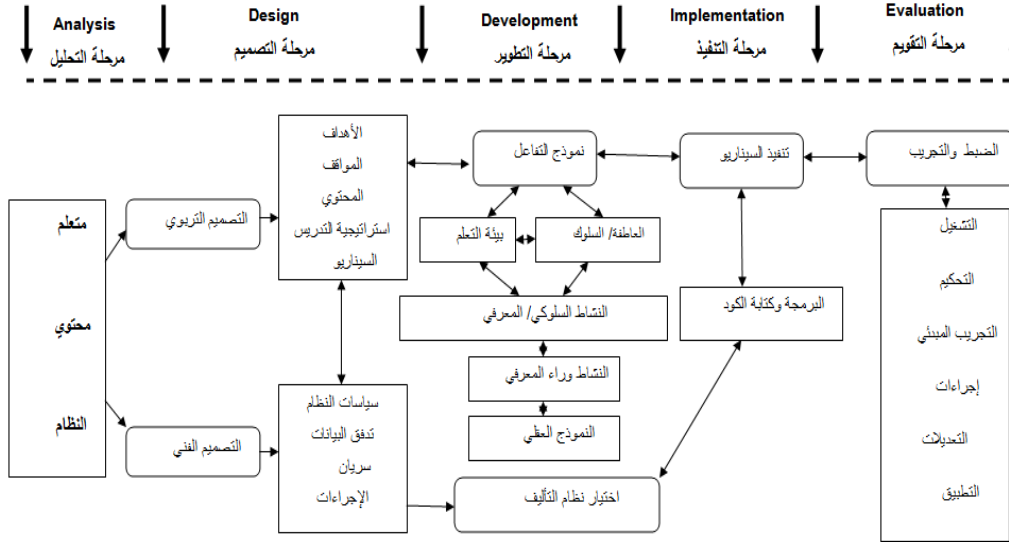 Analysis
مرحلة التحليل
Design
مرحلة التصميم
Development
مرحلة التطوير
Implementation
مرحلة التنفيذ
Evaluation
مرحلة التقويم
متعلم
محتوي
النظام
التصميم التربوي
التصميم الفني
الأهداف
المواقف
المحتوي
استراتيجية التدريس
السيناريو
سياسات النظام
تدفق البيانات
سريان
الإجراءات
نموذج التفاعل
بيئة التعلم
العاطفة/ السلوك
النشاط السلوكي/ المعرفي
النشاط وراء المعرفي
النموذج العقلي
اختيار نظام التأليف
تنفيذ السيناريو
البرمجة وكتابة الكود
الضبط والتجريب
التشغيل
التحكيم
التجريب المبدئي
إجراءات
التعديلات
التطبيق